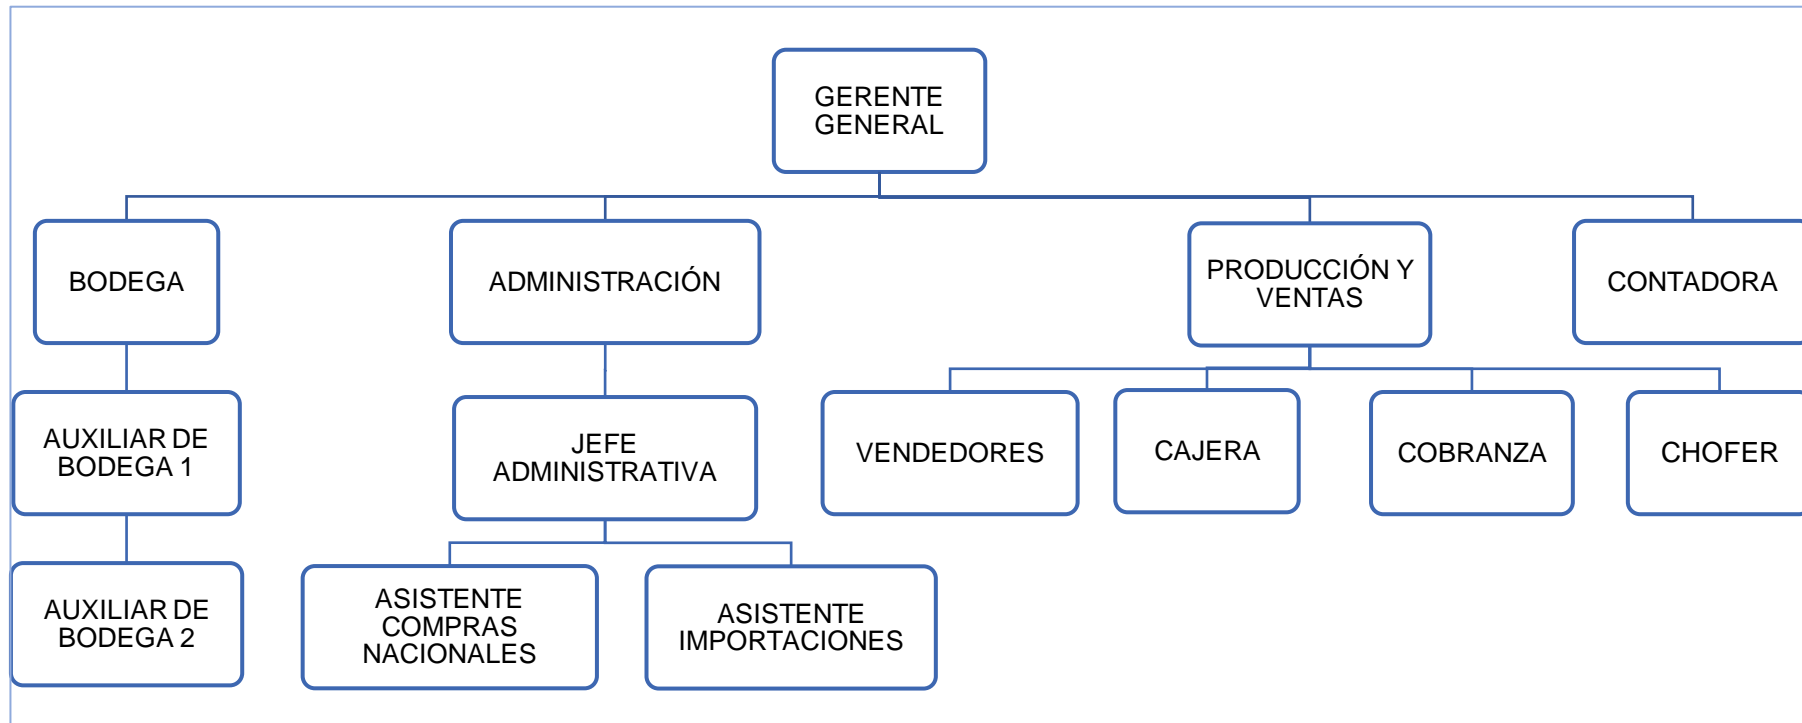 GERENTE
GENERAL
BODEGA
ADMINISTRACIÓN
PRODUCCIÓN Y
VENTAS
CONTADORA
AUXILIAR DE
BODEGA 1
JEFE
ADMINISTRATIVA
VENDEDORES
CAJERA
COBRANZA
CHOFER
AUXILIAR DE
BODEGA 2
ASISTENTE
COMPRAS
NACIONALES
ASISTENTE
IMPORTACIONES